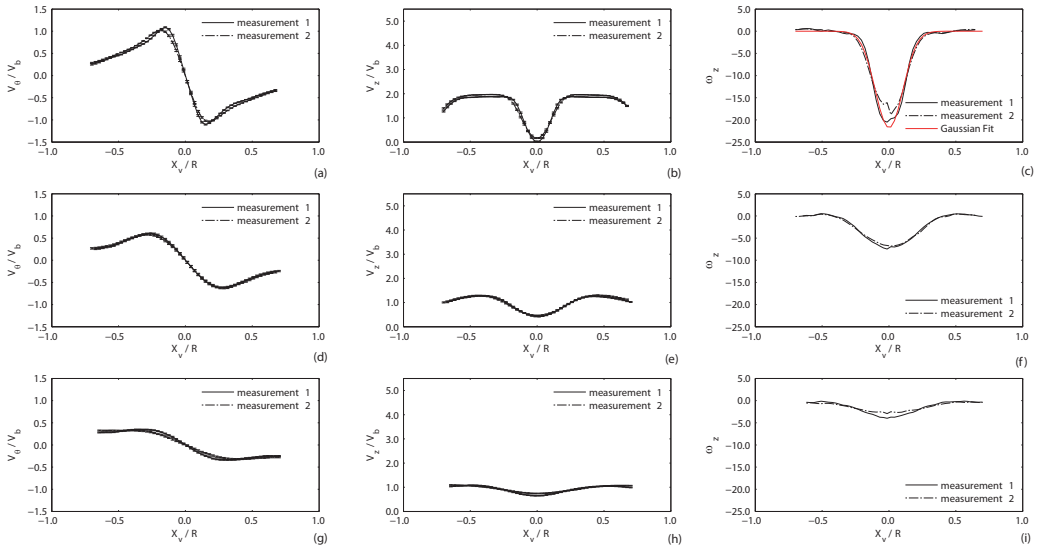 1.5
1.0
0.5
0.0
−0.5
−1.0
−1.5
V_θ / V_b
measurement 1
measurement 2
−1.0 −0.5 0.0 0.5 1.0
X_v / R
(a)
5.0
4.0
3.0
2.0
1.0
0.0
V_z / V_b
measurement 1
measurement 2
−1.0 −0.5 0.0 0.5 1.0
X_v / R
(b)
5.0
0.0
−5.0
−10.0
−15.0
−20.0
−25.0
ω_z
measurement 1
measurement 2
Gaussian Fit
−1.0 −0.5 0.0 0.5 1.0
X_v / R
(c)
1.5
1.0
0.5
0.0
−0.5
−1.0
−1.5
V_θ / V_b
measurement 1
measurement 2
−1.0 −0.5 0.0 0.5 1.0
X_v / R
(d)
5.0
4.0
3.0
2.0
1.0
0.0
V_z / V_b
measurement 1
measurement 2
−1.0 −0.5 0.0 0.5 1.0
X_v / R
(e)
5.0
0.0
−5.0
−10.0
−15.0
−20.0
−25.0
ω_z
measurement 1
measurement 2
−1.0 −0.5 0.0 0.5 1.0
X_v / R
(f)
1.5
1.0
0.5
0.0
−0.5
−1.0
−1.5
V_θ / V_b
measurement 1
measurement 2
−1.0 −0.5 0.0 0.5 1.0
X_v / R
(g)
5.0
4.0
3.0
2.0
1.0
0.0
V_z / V_b
measurement 1
measurement 2
−1.0 −0.5 0.0 0.5 1.0
X_v / R
(h)
5.0
0.0
−5.0
−10.0
−15.0
−20.0
−25.0
ω_z
measurement 1
measurement 2
−1.0 −0.5 0.0 0.5 1.0
X_v / R
(i)